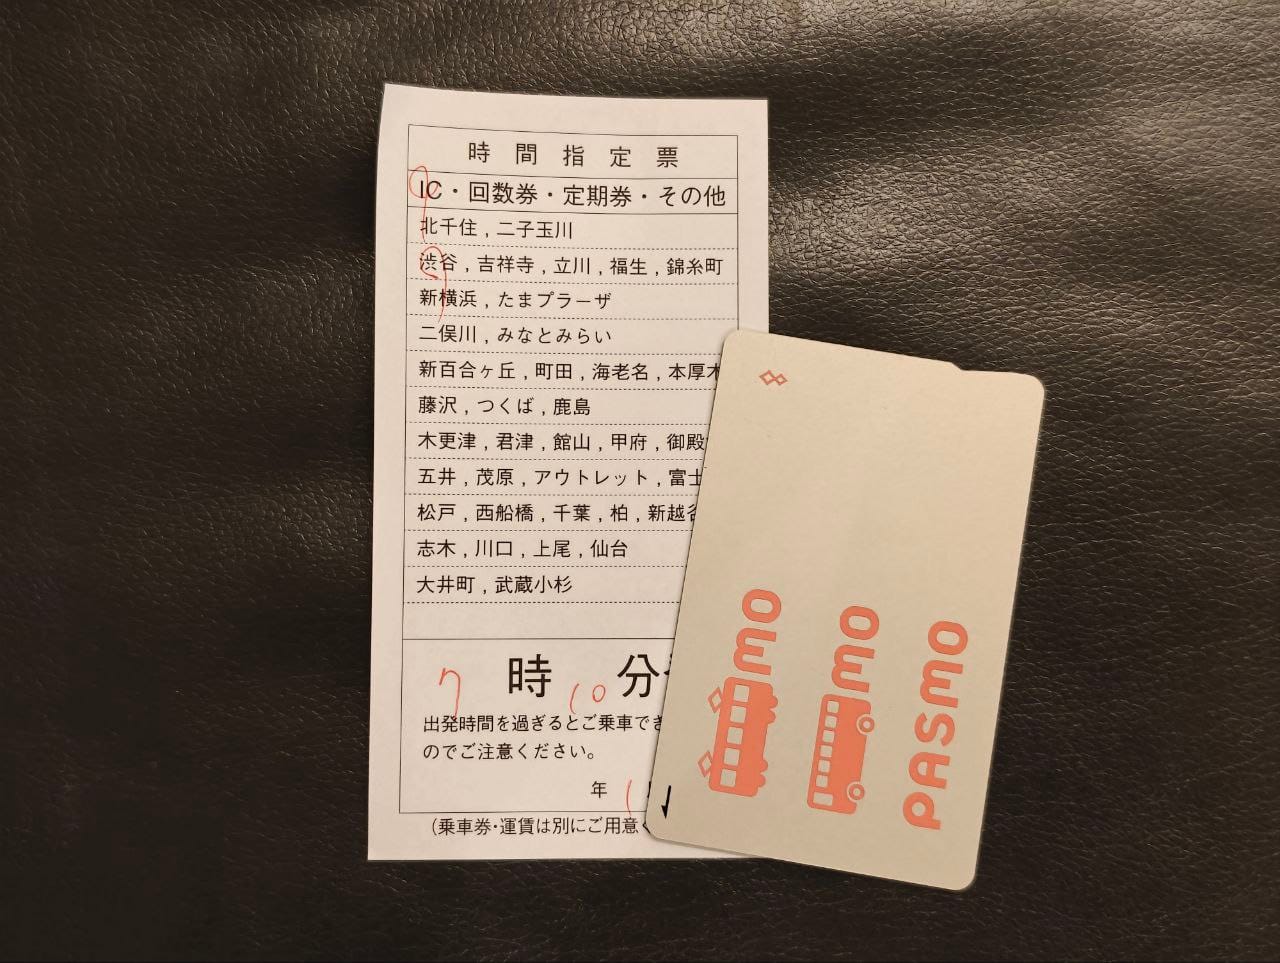 時間指定票
IC・回数券・定期券・その他
北千住,二子玉川
渋谷,吉祥寺,立川,福生,錦糸町
新横浜,たまプラーザ
二俣川,みなとみらい
新百合ヶ丘,町田,海老名,本厚木
藤沢,つくば,鹿島
木更津,君津,館山,甲府,御殿
五井,茂原,アウトレット,富士
松戸,西船橋,千葉,柏,新越谷
志木,川口,上尾,仙台
大井町,武蔵小杉
7時10分
出発時間を過ぎるとご乗車でき
のでご注意ください。
年 1
(乗車券・運賃は別にご用意く
PASMO